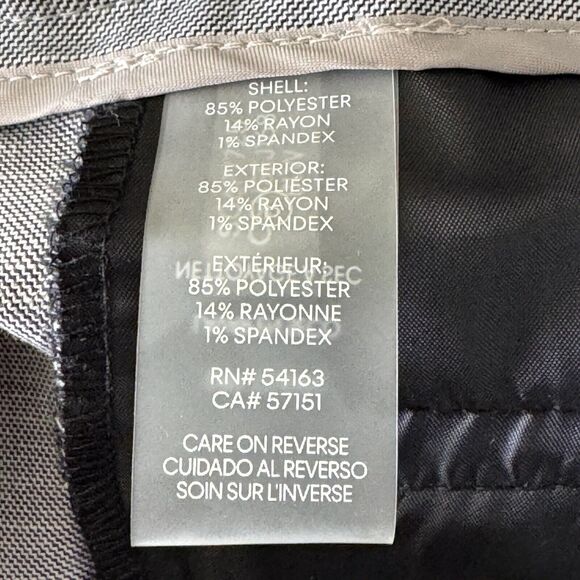 SHELL:
85% POLYESTER
14% RAYON
1% SPANDEX
EXTERIOR:
85% POLIÉSTER
14% RAYON
1% SPANDEX
EXTÉRIEUR:
85% POLYESTER
14% RAYONNE
1% SPANDEX
RN# 54163
CA# 57151
CARE ON REVERSE
CUIDADO AL REVERSO
SOIN SUR L'INVERSE